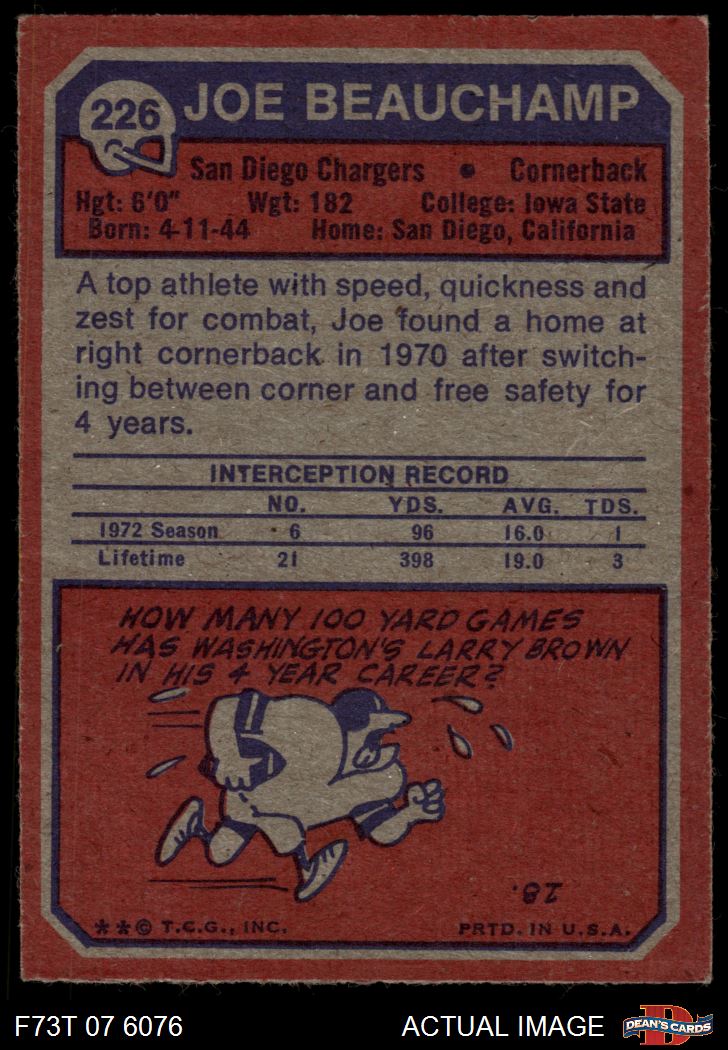 226 JOE BEAUCHAMP
San Diego Chargers • Cornerback
Hgt: 6'0" Wgt: 182 College: Iowa State
Born: 4-11-44 Home: San Diego, California
A top athlete with speed, quickness and
zest for combat, Joe found a home at
right cornerback in 1970 after switch-
ing between corner and free safety for
4 years.
INTERCEPTION RECORD
NO. YDS. AVG. TDS.
1972 Season 6 96 16.0 1
Lifetime 21 398 19.0 3
HOW MANY 100 YARD GAMES
HAS WASHINGTON'S LARRY BROWN
IN HIS 4 YEAR CAREER?
18.
**© T.C.G., INC. PRTD. IN U.S.A.
F73T 07 6076 ACTUAL IMAGE D DEAN'S CARDS